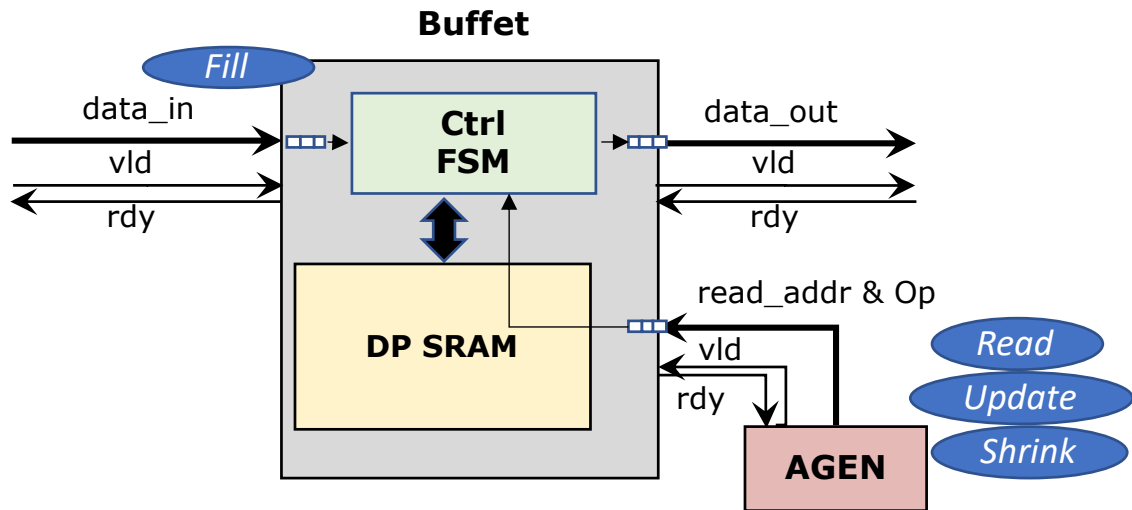 Buffet
Fill
data_in
vld
rdy
Ctrl
FSM
data_out
vld
rdy
DP SRAM
read_addr & Op
vld
rdy
AGEN
Read
Update
Shrink